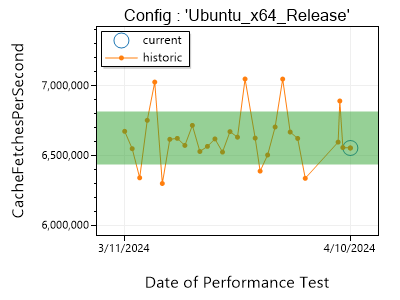 Config : 'Ubuntu_x64_Release'
current
historic
CacheFetchesPerSecond
7,000,000
6,500,000
6,000,000
3/11/2024
4/10/2024
Date of Performance Test